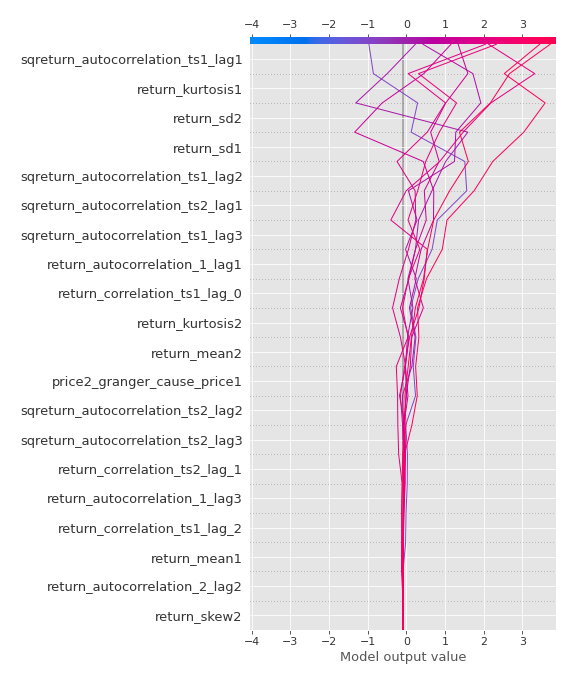 −4 −3 −2 −1 0 1 2 3
sqreturn_autocorrelation_ts1_lag1
return_kurtosis1
return_sd2
return_sd1
sqreturn_autocorrelation_ts1_lag2
sqreturn_autocorrelation_ts2_lag1
sqreturn_autocorrelation_ts1_lag3
return_autocorrelation_1_lag1
return_correlation_ts1_lag_0
return_kurtosis2
return_mean2
price2_granger_cause_price1
sqreturn_autocorrelation_ts2_lag2
sqreturn_autocorrelation_ts2_lag3
return_correlation_ts2_lag_1
return_autocorrelation_1_lag3
return_correlation_ts1_lag_2
return_mean1
return_autocorrelation_2_lag2
return_skew2
−4 −3 −2 −1 0 1 2 3
Model output value